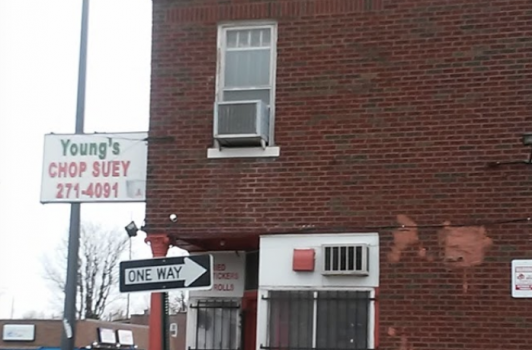 Young's
CHOP SUEY
271-4091
ONE WAY
ROLLS